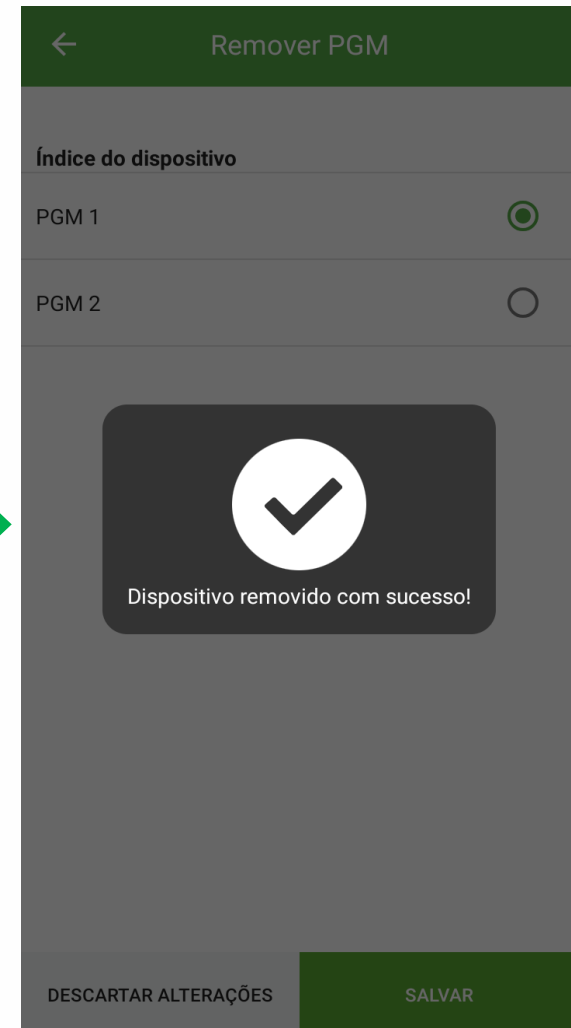 Remover PGM
Índice do dispositivo
PGM 1
PGM 2
Dispositivo removido com sucesso!
DESCARTAR ALTERAÇÕES
SALVAR